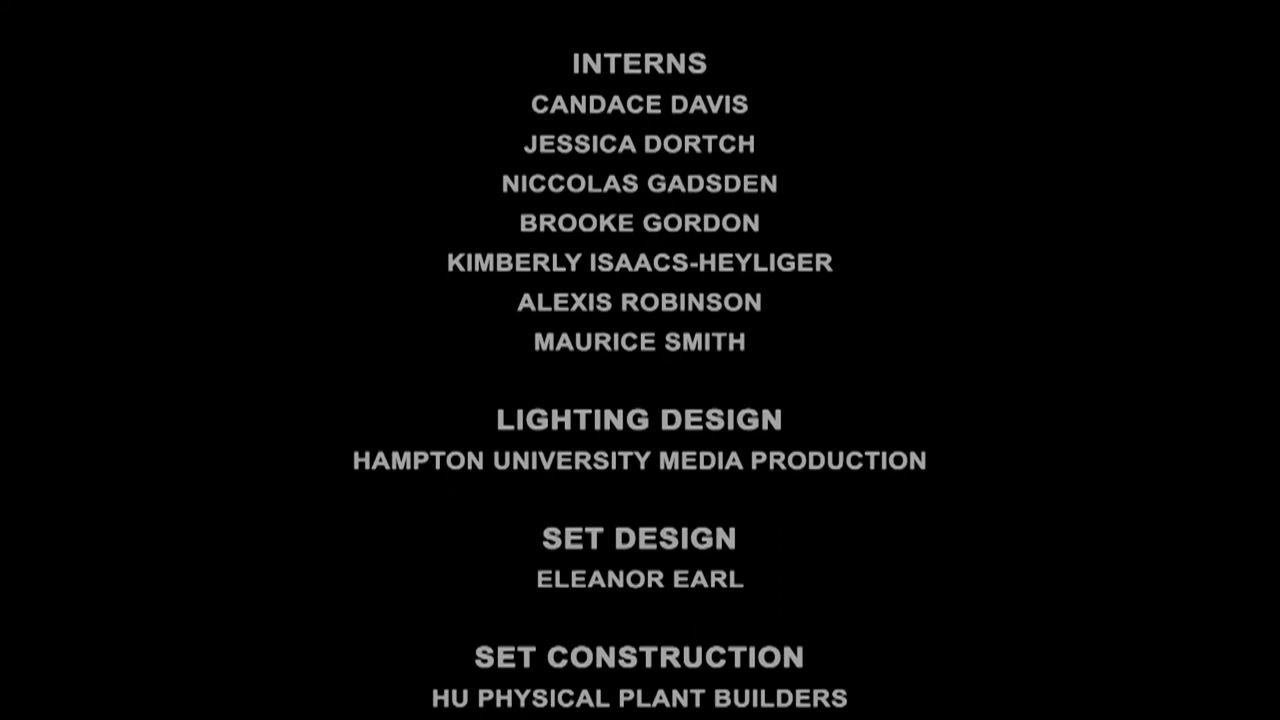 INTERNS
CANDACE DAVIS
JESSICA DORTCH
NICCOLAS GADSDEN
BROOKE GORDON
KIMBERLY ISAACS-HEYLIGER
ALEXIS ROBINSON
MAURICE SMITH
LIGHTING DESIGN
HAMPTON UNIVERSITY MEDIA PRODUCTION
SET DESIGN
ELEANOR EARL
SET CONSTRUCTION
HU PHYSICAL PLANT BUILDERS